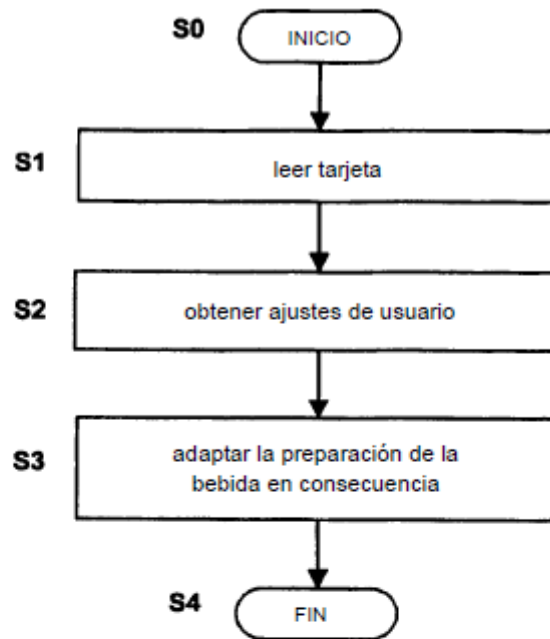 S0
INICIO
S1
leer tarjeta
S2
obtener ajustes de usuario
S3
adaptar la preparación de la
bebida en consecuencia
S4
FIN